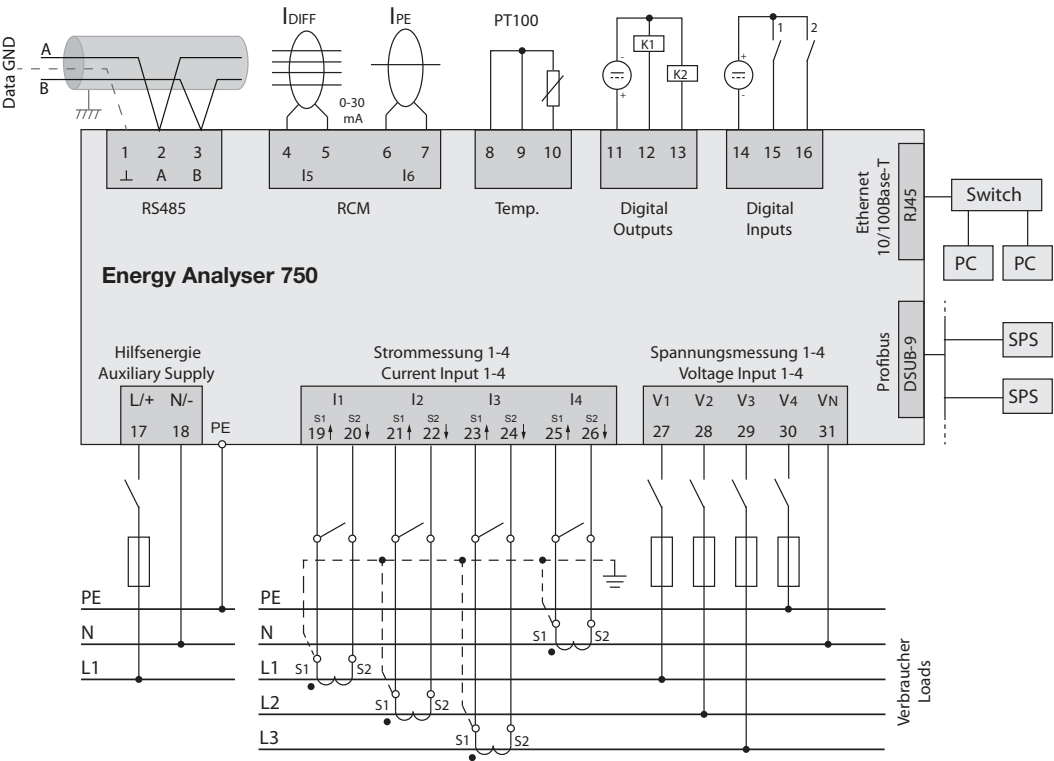 IDIFF IPE PT100
Data GND
A
B
0-30
mA
K1
K2
- +
+ -
1 2
1 2 3
⊥ A B
RS485
4 5 6 7
I5 I6
RCM
8 9 10
Temp.
11 12 13
Digital
Outputs
14 15 16
Digital
Inputs
Ethernet
10/100Base-T
RJ45
Switch
PC PC
Energy Analyser 750
Profibus
DSUB-9
SPS
SPS
Hilfsenergie
Auxiliary Supply
L/+ N/-
17 18
PE
Strommessung 1-4
Current Input 1-4
I1 I2 I3 I4
S1 S2 S1 S2 S1 S2 S1 S2
19 20 21 22 23 24 25 26
Spannungsmessung 1-4
Voltage Input 1-4
V1 V2 V3 V4 VN
27 28 29 30 31
PE
N
L1
PE
N
L1
L2
L3
S1 S2
S1 S2
S1 S2
S1 S2
Verbraucher
Loads